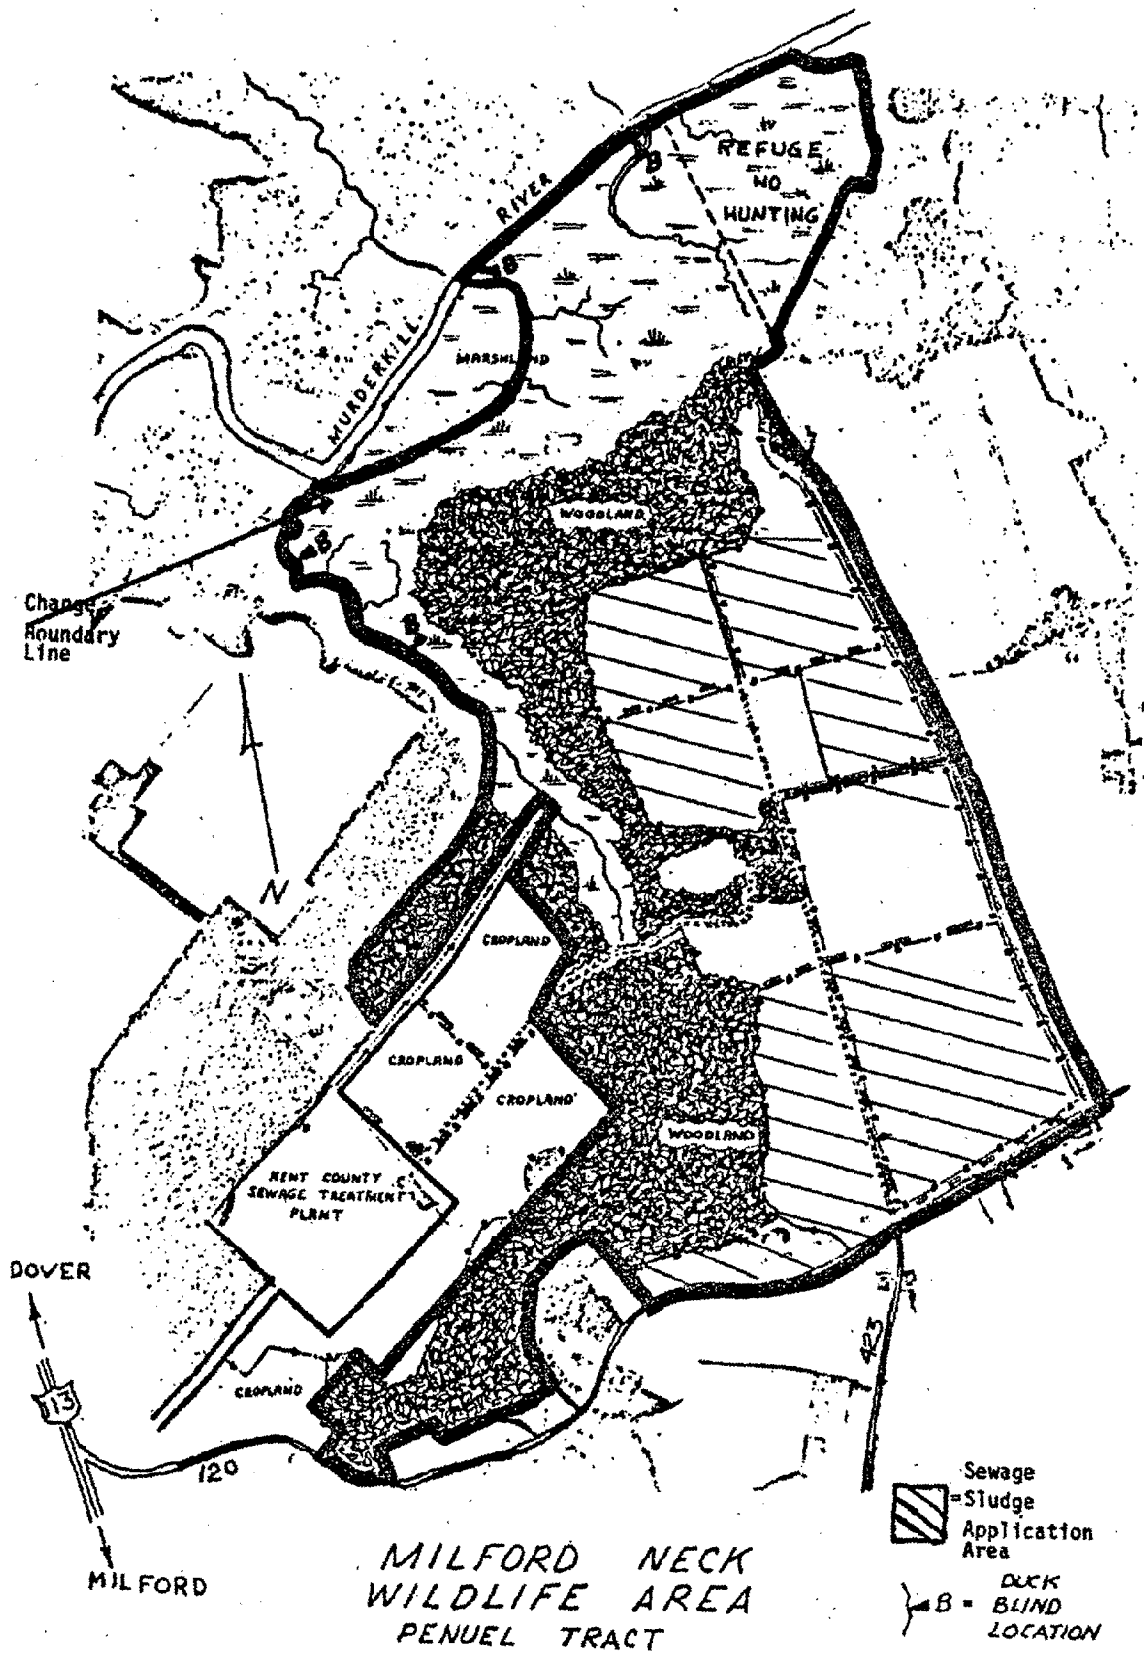 REFUGE
NO
HUNTING
B
RIVER
B
MURDERKILL
MARSHLAND
WOODLAND
B
B
Change
Boundary
Line
N
CROPLAND
CROPLAND
CROPLAND
WOODLAND
KENT COUNTY
SEWAGE TREATMENT
PLANT
DOVER
13
CROPLAND
120
423
MILFORD
Sewage
=Sludge
Application
Area
B = DUCK
BLIND
LOCATION
MILFORD NECK
WILDLIFE AREA
PENUEL TRACT